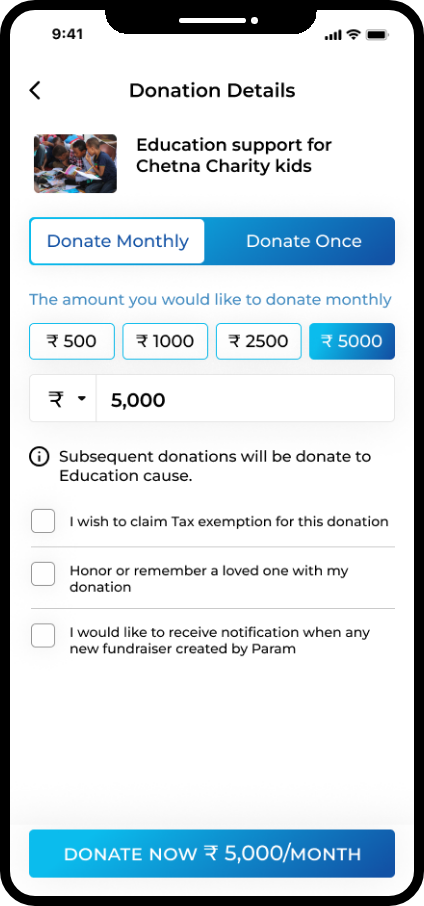 9:41
Donation Details
Education support for
Chetna Charity kids
Donate Monthly
Donate Once
The amount you would like to donate monthly
₹ 500
₹ 1000
₹ 2500
₹ 5000
₹
5,000
Subsequent donations will be donate to
Education cause.
I wish to claim Tax exemption for this donation
Honor or remember a loved one with my
donation
I would like to receive notification when any
new fundraiser created by Param
DONATE NOW ₹ 5,000/MONTH